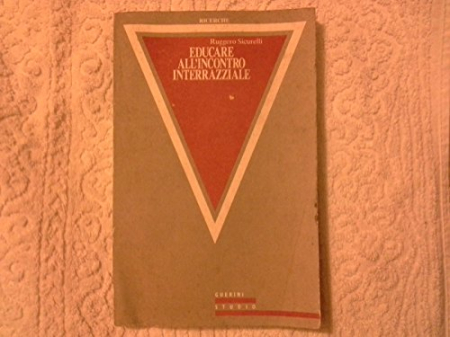 RICERCHE
Ruggero Sicurelli
EDUCARE
ALL'INCONTRO
INTERRAZZIALE
GUERINI
STUDIO